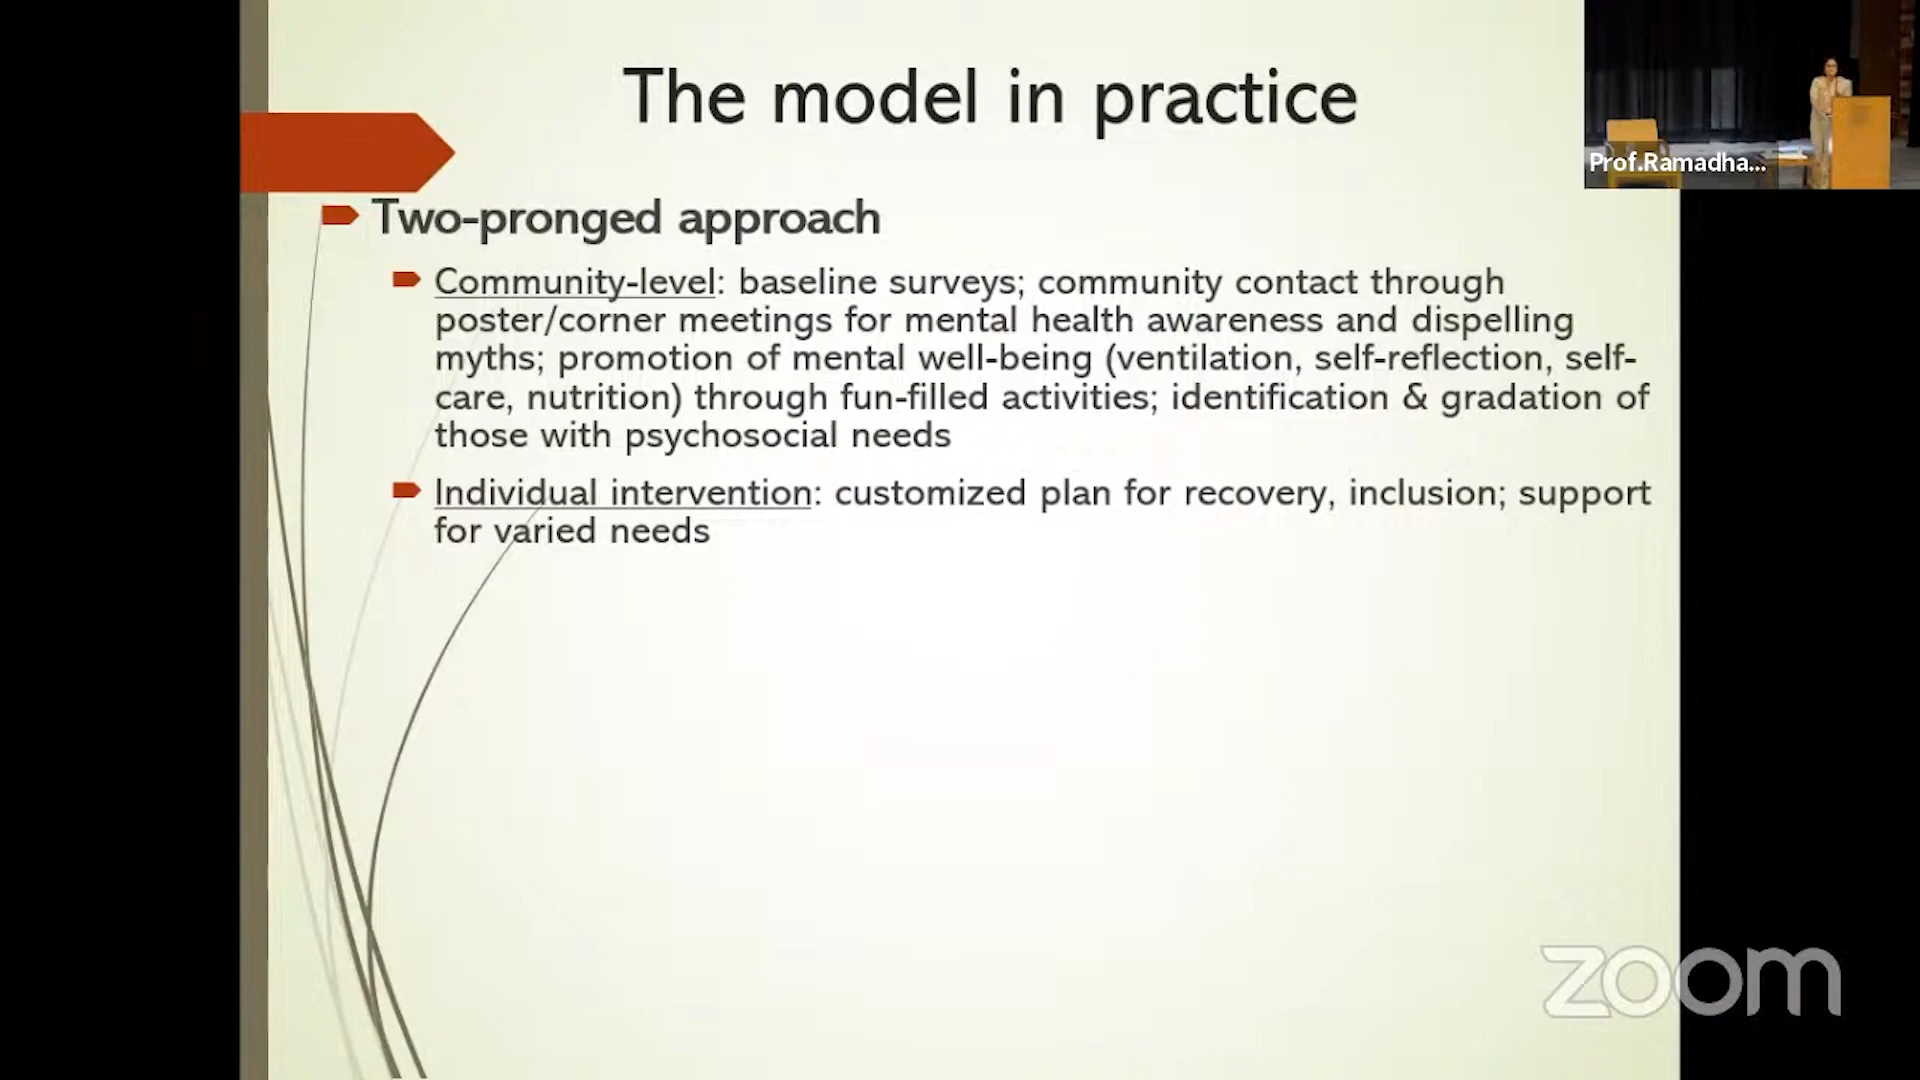 The model in practice
Prof.Ramadha...
Two-pronged approach
Community-level: baseline surveys; community contact through
poster/corner meetings for mental health awareness and dispelling
myths; promotion of mental well-being (ventilation, self-reflection, self-
care, nutrition) through fun-filled activities; identification & gradation of
those with psychosocial needs
Individual intervention: customized plan for recovery, inclusion; support
for varied needs
zoom